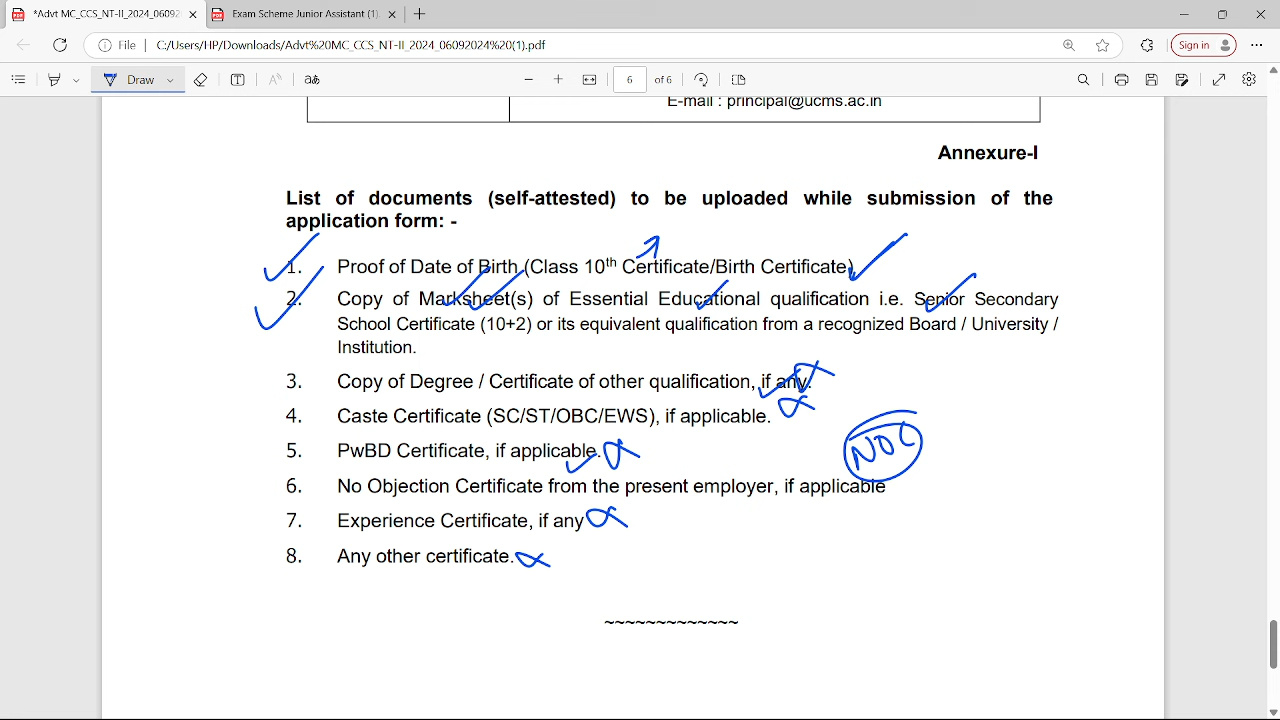 *Advt MC_CCS_NT-II_2024_06092
Exam Scheme Junior Assistant (1).
File C:/Users/HP/Downloads/Advt%20MC_CCS_NT-II_2024_06092024%20(1).pdf
Sign in
Draw
6 of 6
E-mail : principal@ucms.ac.in
Annexure-I
List of documents (self-attested) to be uploaded while submission of the
application form: -
1. Proof of Date of Birth (Class 10th Certificate/Birth Certificate)
2. Copy of Marksheet(s) of Essential Educational qualification i.e. Senior Secondary
School Certificate (10+2) or its equivalent qualification from a recognized Board / University /
Institution.
3. Copy of Degree / Certificate of other qualification, if any.
4. Caste Certificate (SC/ST/OBC/EWS), if applicable.
5. PwBD Certificate, if applicable.
NOC
6. No Objection Certificate from the present employer, if applicable
7. Experience Certificate, if any
8. Any other certificate.
~~~~~~~~~~~~~